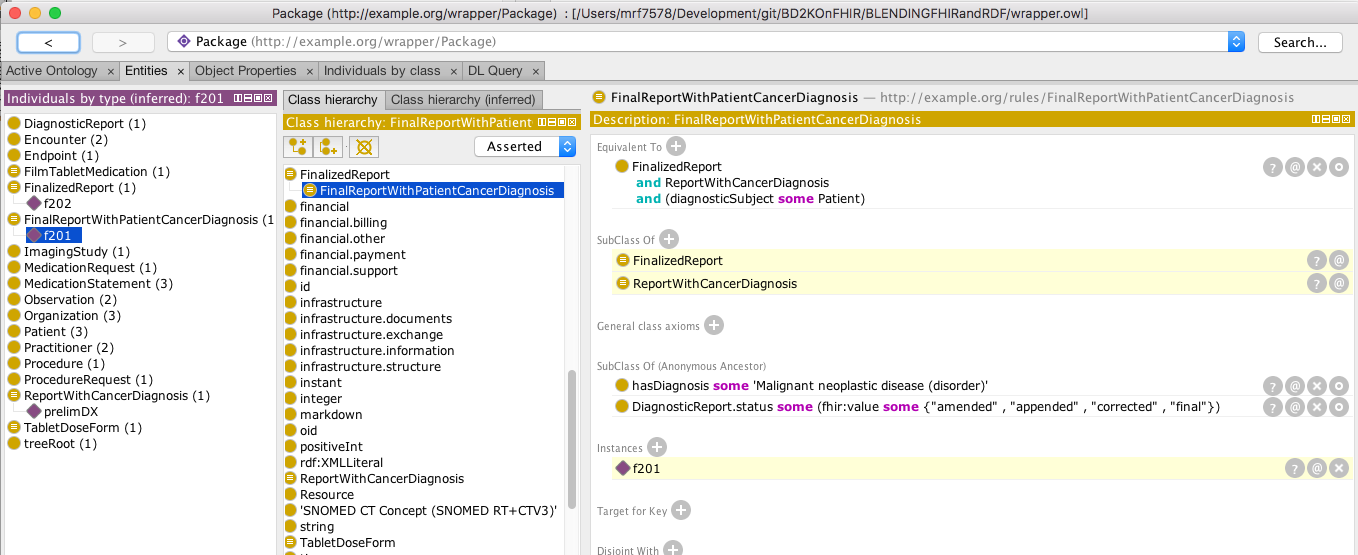 Package (http://example.org/wrapper/Package) : [/Users/mrf7578/Development/git/BD2KOnFHIR/BLENDINGFHIRandRDF/wrapper.owl]
< > Package (http://example.org/wrapper/Package) Search...
Active Ontology × Entities × Object Properties × Individuals by class × DL Query ×
Individuals by type (inferred): f201
DiagnosticReport (1)
Encounter (2)
Endpoint (1)
FilmTabletMedication (1)
FinalizedReport (1)
f202
FinalReportWithPatientCancerDiagnosis (1
f201
ImagingStudy (1)
MedicationRequest (1)
MedicationStatement (3)
Observation (2)
Organization (3)
Patient (3)
Practitioner (2)
Procedure (1)
ProcedureRequest (1)
ReportWithCancerDiagnosis (1)
prelimDX
TabletDoseForm (1)
treeRoot (1)
Class hierarchy Class hierarchy (inferred)
Class hierarchy: FinalReportWithPatient
Asserted
FinalizedReport
FinalReportWithPatientCancerDiagnosis
financial
financial.billing
financial.other
financial.payment
financial.support
id
infrastructure
infrastructure.documents
infrastructure.exchange
infrastructure.information
infrastructure.structure
instant
integer
markdown
oid
positiveInt
rdf:XMLLiteral
ReportWithCancerDiagnosis
Resource
'SNOMED CT Concept (SNOMED RT+CTV3)'
string
TabletDoseForm
FinalReportWithPatientCancerDiagnosis — http://example.org/rules/FinalReportWithPatientCancerDiagnosis
Description: FinalReportWithPatientCancerDiagnosis
Equivalent To +
FinalizedReport ? @ × o
and ReportWithCancerDiagnosis
and (diagnosticSubject some Patient)
SubClass Of +
FinalizedReport ? @
ReportWithCancerDiagnosis ? @
General class axioms +
SubClass Of (Anonymous Ancestor)
hasDiagnosis some 'Malignant neoplastic disease (disorder)' ? @ × o
DiagnosticReport.status some (fhir:value some {"amended" , "appended" , "corrected" , "final"}) ? @ × o
Instances +
f201 ? @ ×
Target for Key +
Disjoint With +